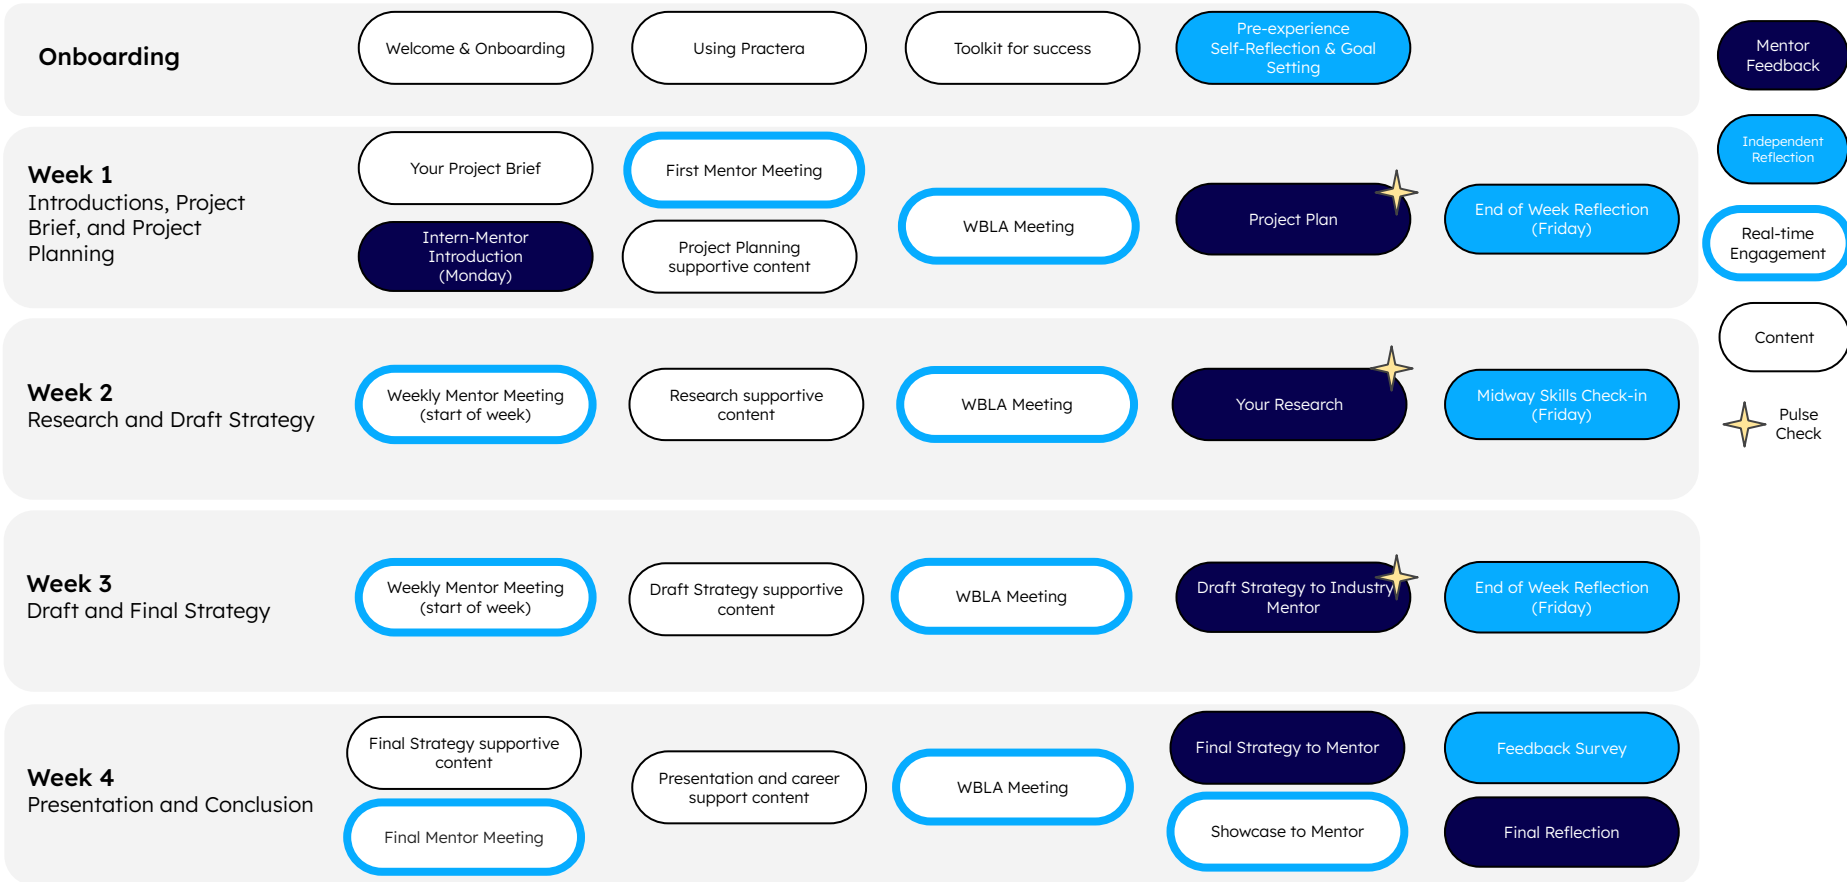 Onboarding
Welcome & Onboarding
Using Practera
Toolkit for success
Pre-experience
Self-Reflection & Goal
Setting
Mentor
Feedback
Independent
Reflection
Real-time
Engagement
Content
Pulse
Check
Week 1
Introductions, Project
Brief, and Project
Planning
Your Project Brief
Intern-Mentor
Introduction
(Monday)
First Mentor Meeting
Project Planning
supportive content
WBLA Meeting
Project Plan
End of Week Reflection
(Friday)
Week 2
Research and Draft Strategy
Weekly Mentor Meeting
(start of week)
Research supportive
content
WBLA Meeting
Your Research
Midway Skills Check-in
(Friday)
Week 3
Draft and Final Strategy
Weekly Mentor Meeting
(start of week)
Draft Strategy supportive
content
WBLA Meeting
Draft Strategy to Industry
Mentor
End of Week Reflection
(Friday)
Week 4
Presentation and Conclusion
Final Strategy supportive
content
Final Mentor Meeting
Presentation and career
support content
WBLA Meeting
Final Strategy to Mentor
Showcase to Mentor
Feedback Survey
Final Reflection